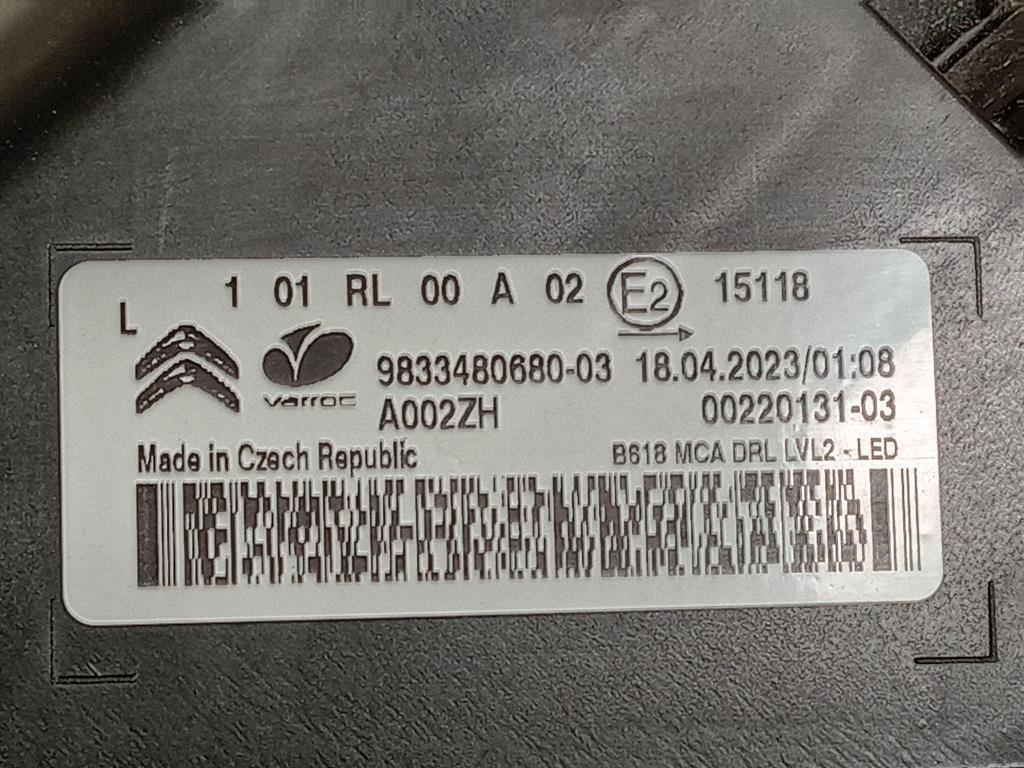 1 01 RL 00 A 02 E2 15118
L
varroc
9833480680-03 18.04.2023/01:08
A002ZH 00220131-03
Made in Czech Republic B618 MCA DRL LVL2 - LED